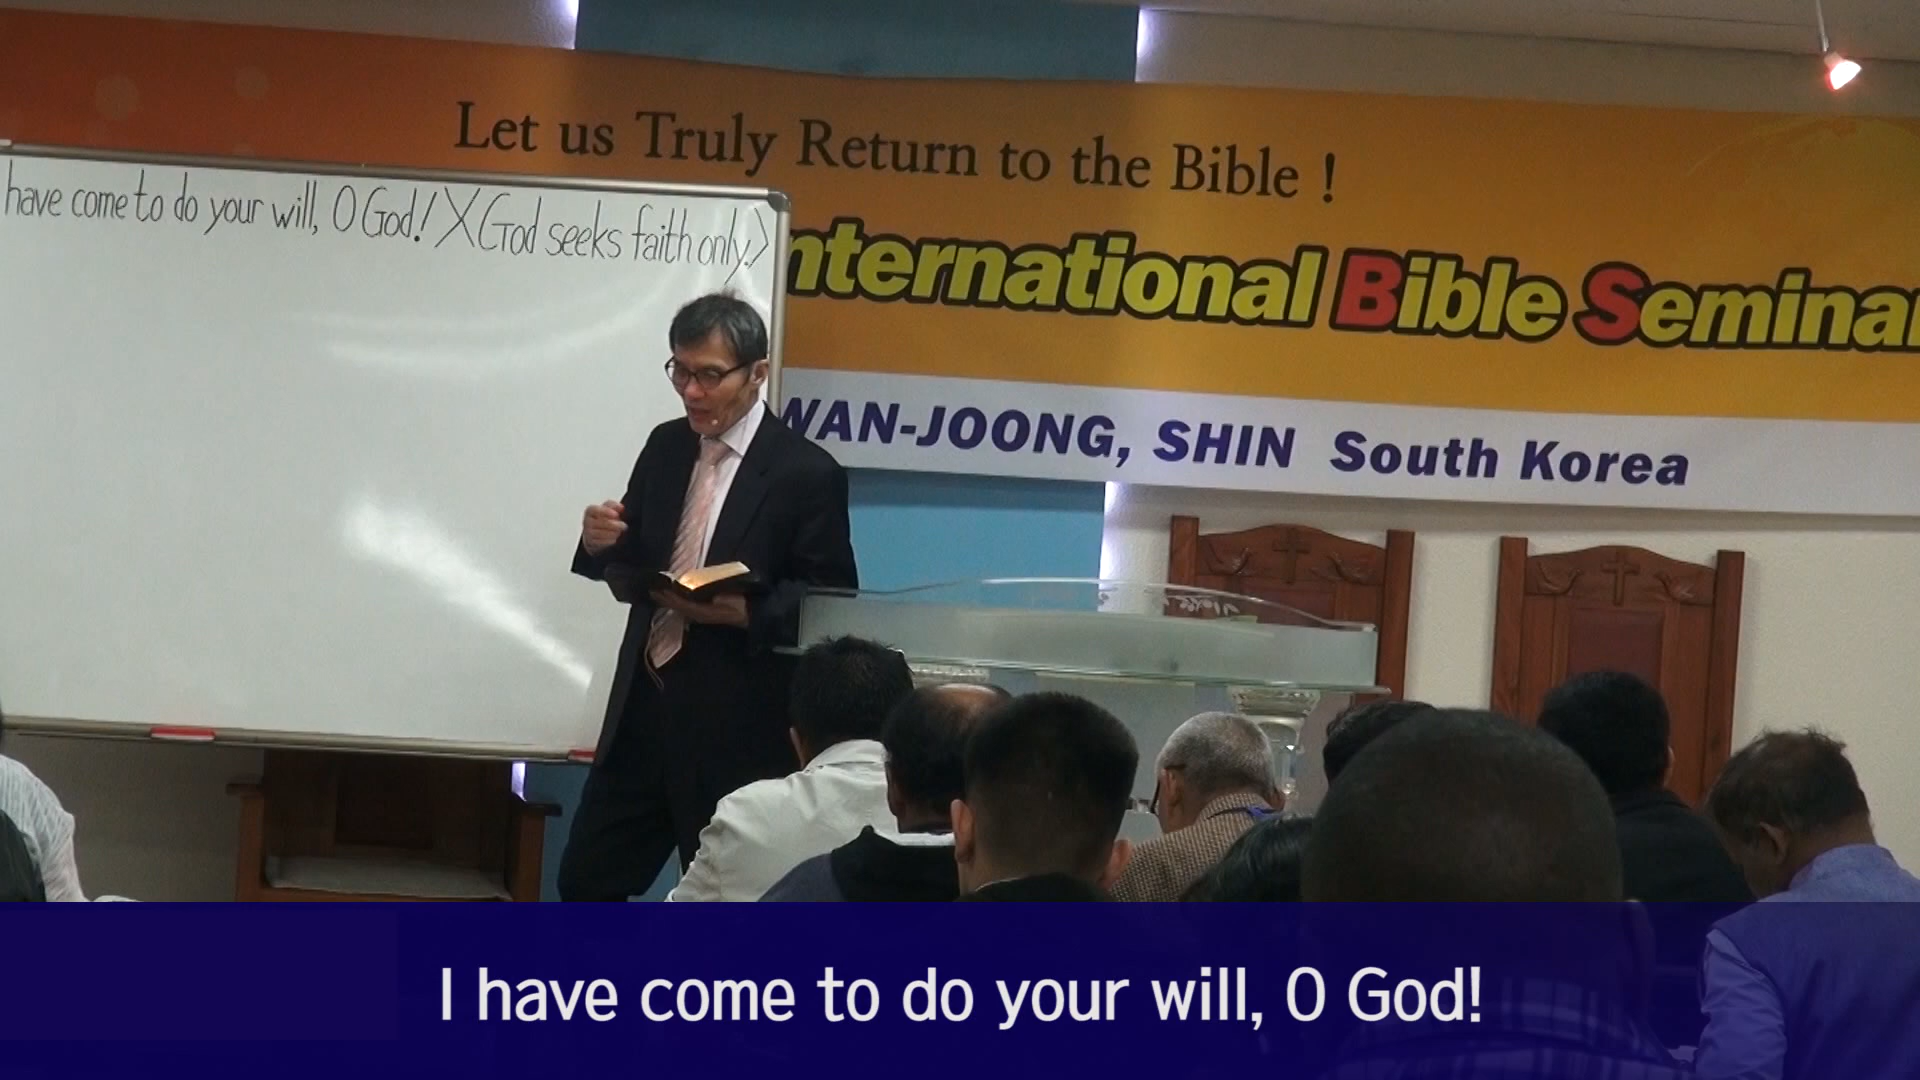 Let us Truly Return to the Bible !
have come to do your will, O God! X God seeks faith only.>
nternational Bible Semina
WAN-JOONG, SHIN South Korea
I have come to do your will, O God!